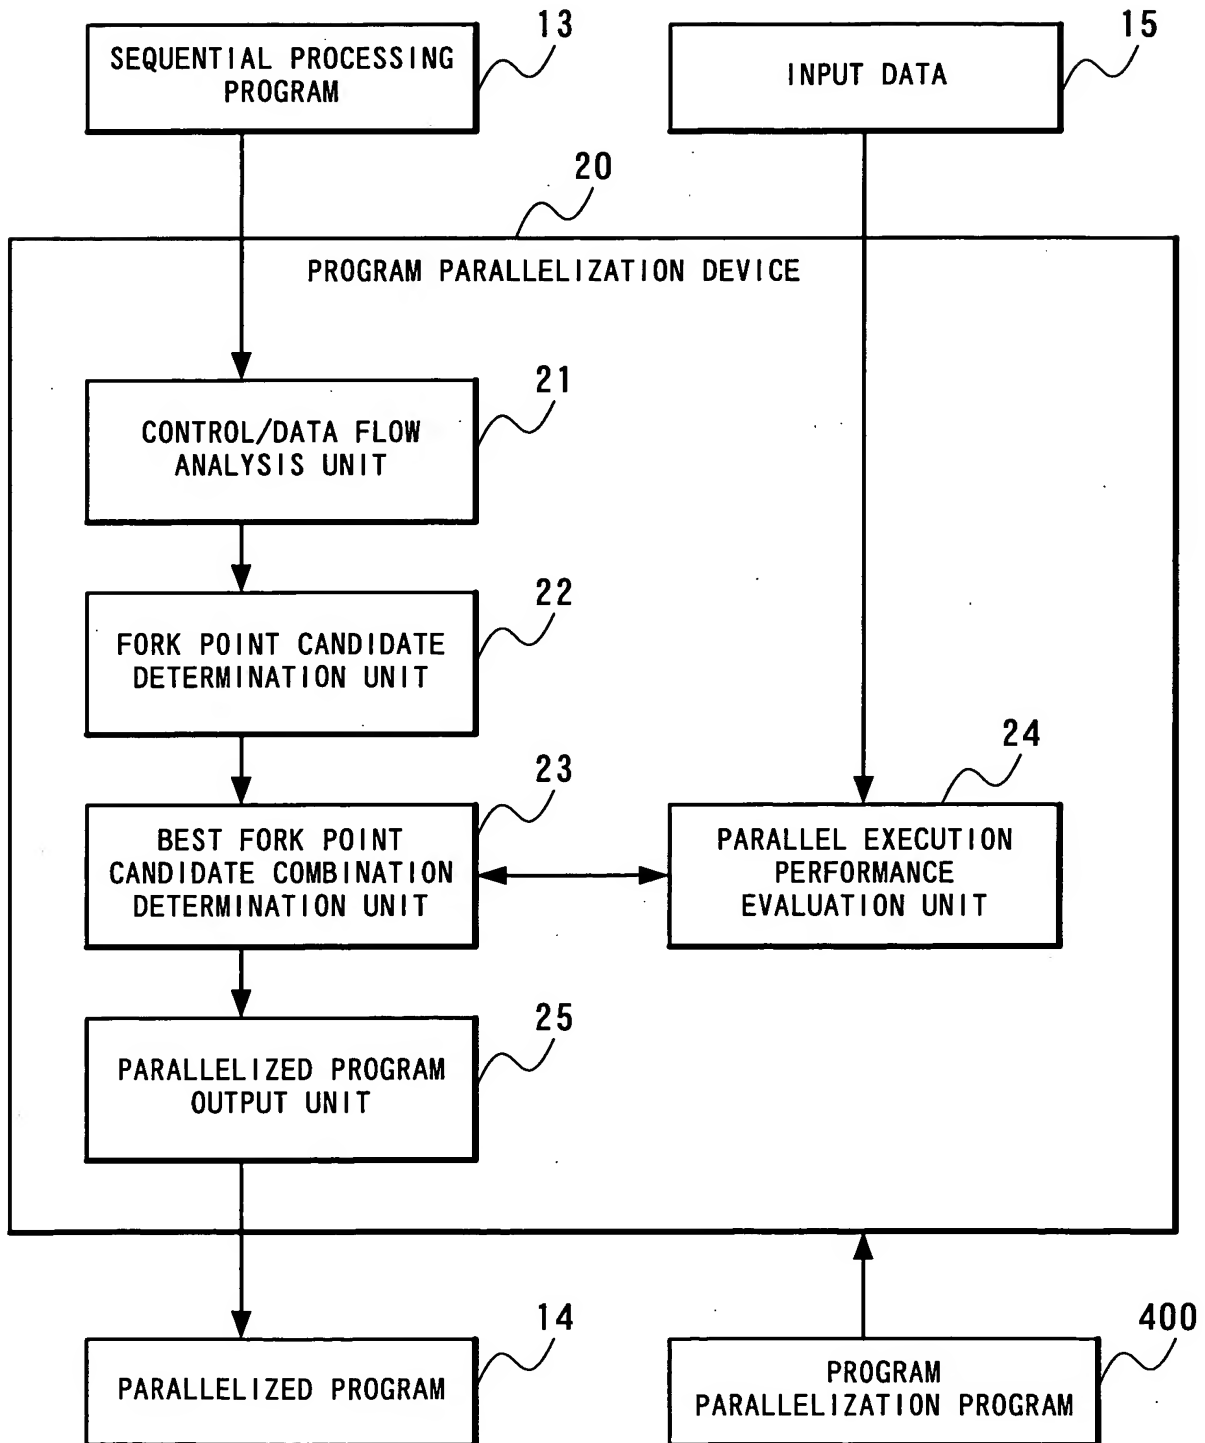 13
SEQUENTIAL PROCESSING
PROGRAM
15
INPUT DATA
20
PROGRAM PARALLELIZATION DEVICE
21
CONTROL/DATA FLOW
ANALYSIS UNIT
22
FORK POINT CANDIDATE
DETERMINATION UNIT
23
BEST FORK POINT
CANDIDATE COMBINATION
DETERMINATION UNIT
24
PARALLEL EXECUTION
PERFORMANCE
EVALUATION UNIT
25
PARALLELIZED PROGRAM
OUTPUT UNIT
14
PARALLELIZED PROGRAM
400
PROGRAM
PARALLELIZATION PROGRAM